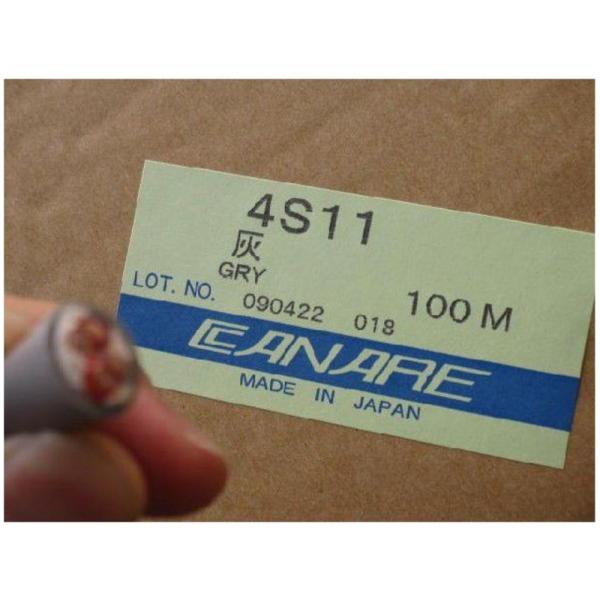 4S11
灰
GRY
LOT. NO. 090422 018 100 M
CANARE
MADE IN JAPAN